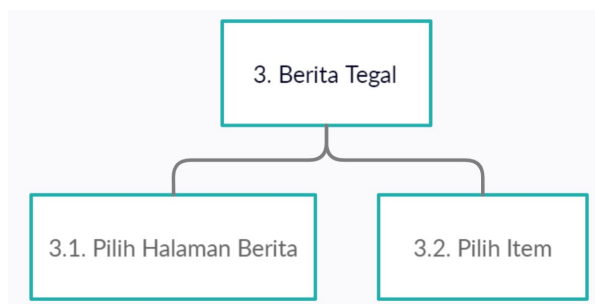 3. Berita Tegal
3.1. Pilih Halaman Berita
3.2. Pilih Item